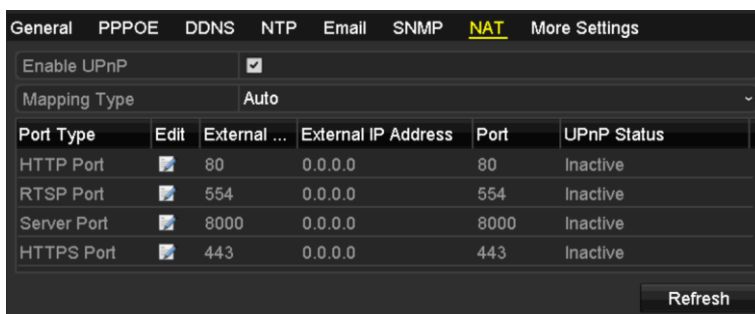 General PPPOE DDNS NTP Email SNMP NAT More Settings
Enable UPnP
Mapping Type Auto
Port Type Edit External ... External IP Address Port UPnP Status
HTTP Port 80 0.0.0.0 80 Inactive
RTSP Port 554 0.0.0.0 554 Inactive
Server Port 8000 0.0.0.0 8000 Inactive
HTTPS Port 443 0.0.0.0 443 Inactive
Refresh